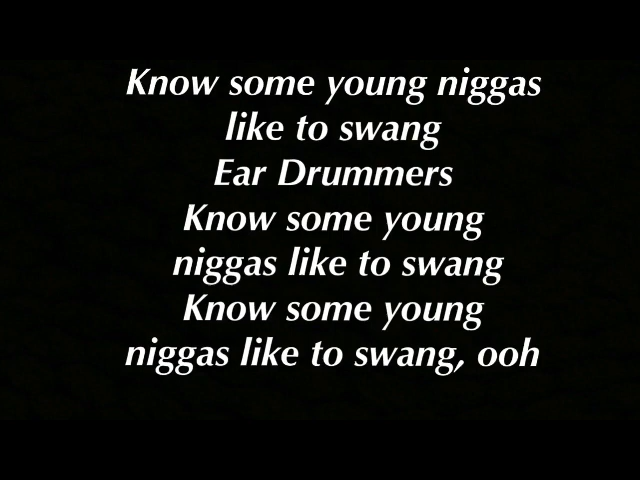 Know some young niggas
like to swang
Ear Drummers
Know some young
niggas like to swang
Know some young
niggas like to swang, ooh